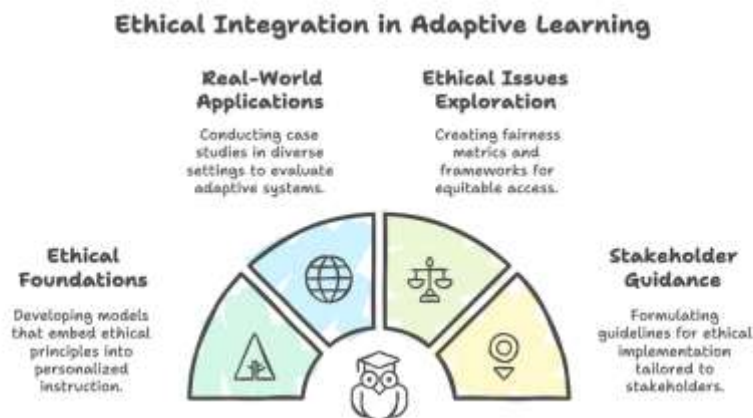 Ethical Integration in Adaptive Learning
Real-World
Applications
Conducting case
studies in diverse
settings to evaluate
adaptive systems.
Ethical Issues
Exploration
Creating fairness
metrics and
frameworks for
equitable access.
Ethical
Foundations
Developing models
that embed ethical
principles into
personalized
instruction.
Stakeholder
Guidance
Formulating
guidelines for ethical
implementation
tailored to
stakeholders.